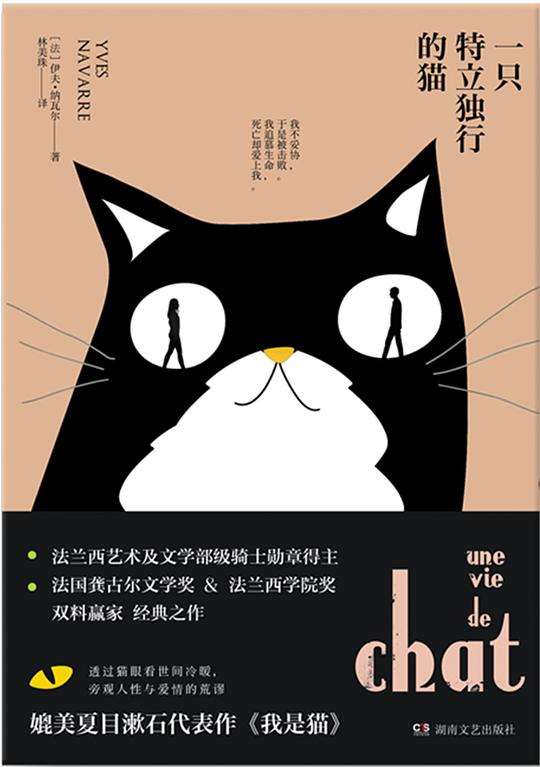 一只
特立独行
的猫
我不妥协，
于是被击败。
我追慕生命，
死亡却爱上我。
YVES
NAVARRE
[法]伊夫·纳瓦尔——著
林美珠——译
法兰西艺术及文学部级骑士勋章得主
法国龚古尔文学奖 & 法兰西学院奖
双料赢家 经典之作
透过猫眼看世间冷暖，
旁观人性与爱情的荒谬
媲美夏目漱石代表作《我是猫》
une
vie
de
chat
CS
湖南文艺出版社